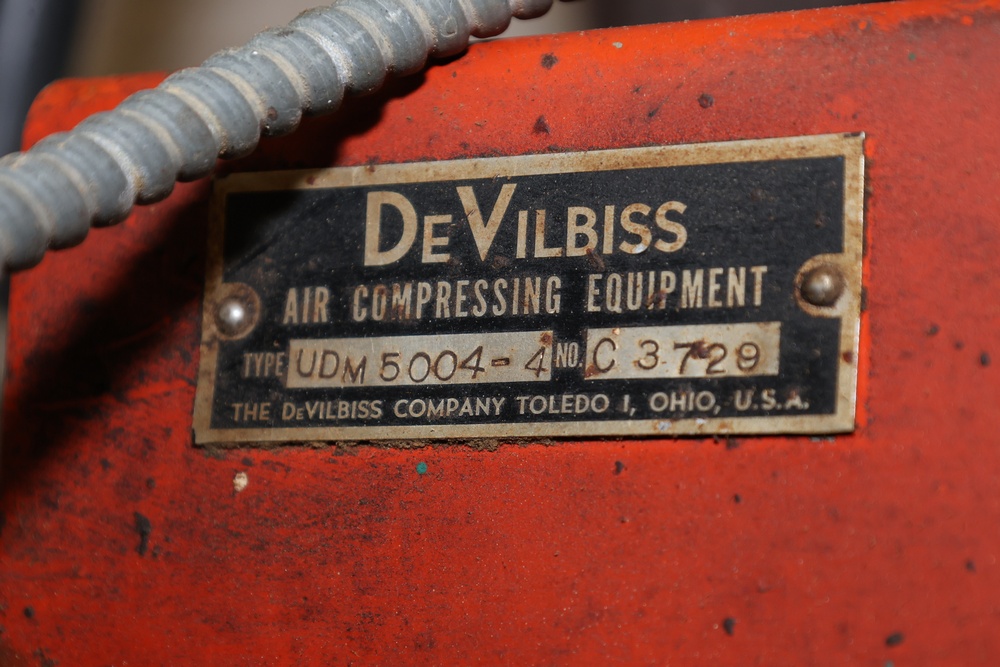 DEVILBISS
AIR COMPRESSING EQUIPMENT
TYPE UDM 5004-4 NO. C 3729
THE DEVILBISS COMPANY TOLEDO 1, OHIO, U.S.A.